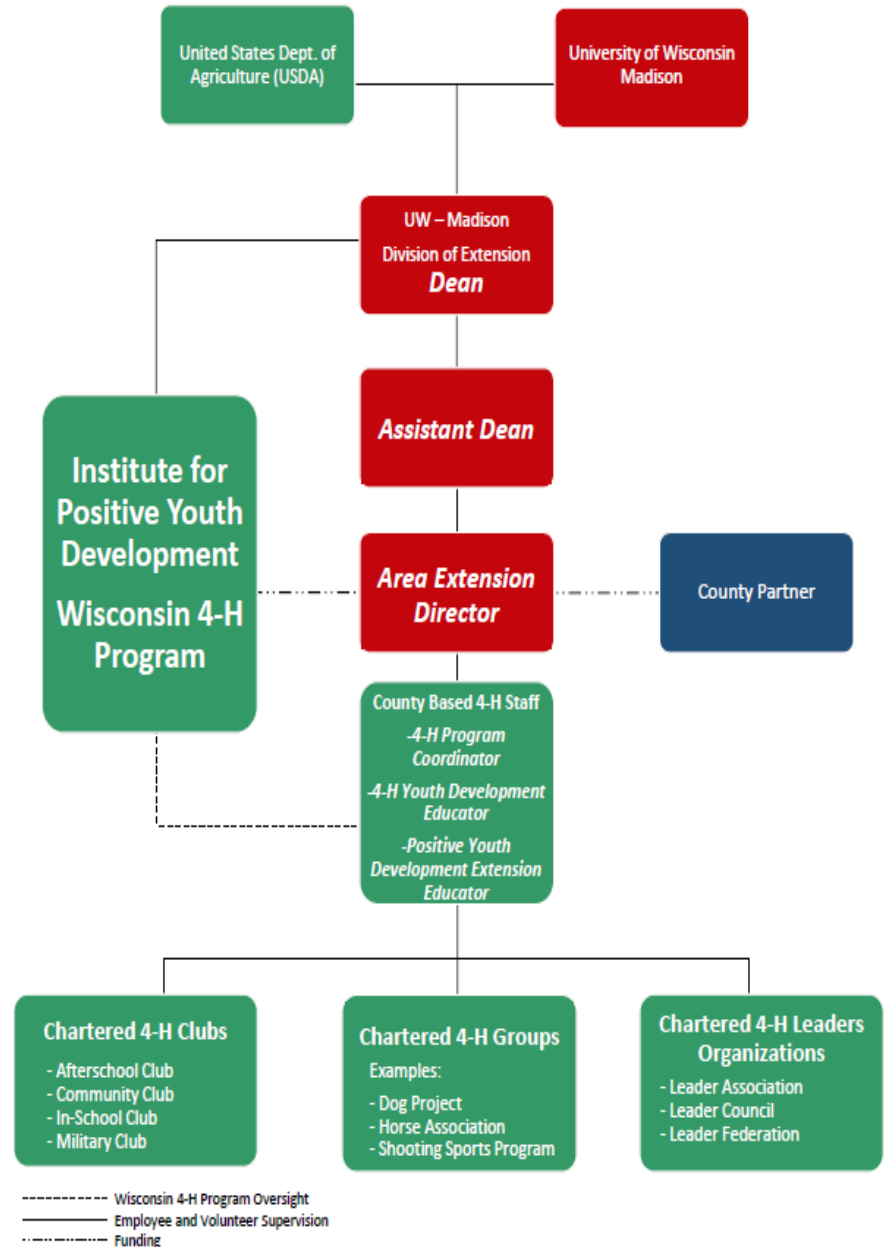 United States Dept. of
Agriculture (USDA)
University of Wisconsin
Madison
UW – Madison
Division of Extension
Dean
Assistant Dean
Institute for
Positive Youth
Development
Wisconsin 4-H
Program
Area Extension
Director
County Partner
County Based 4-H Staff
-4-H Program
Coordinator
-4-H Youth Development
Educator
-Positive Youth
Development Extension
Educator
Chartered 4-H Clubs
- Afterschool Club
- Community Club
- In-School Club
- Military Club
Chartered 4-H Groups
Examples:
- Dog Project
- Horse Association
- Shooting Sports Program
Chartered 4-H Leaders
Organizations
- Leader Association
- Leader Council
- Leader Federation
Wisconsin 4-H Program Oversight
Employee and Volunteer Supervision
Funding